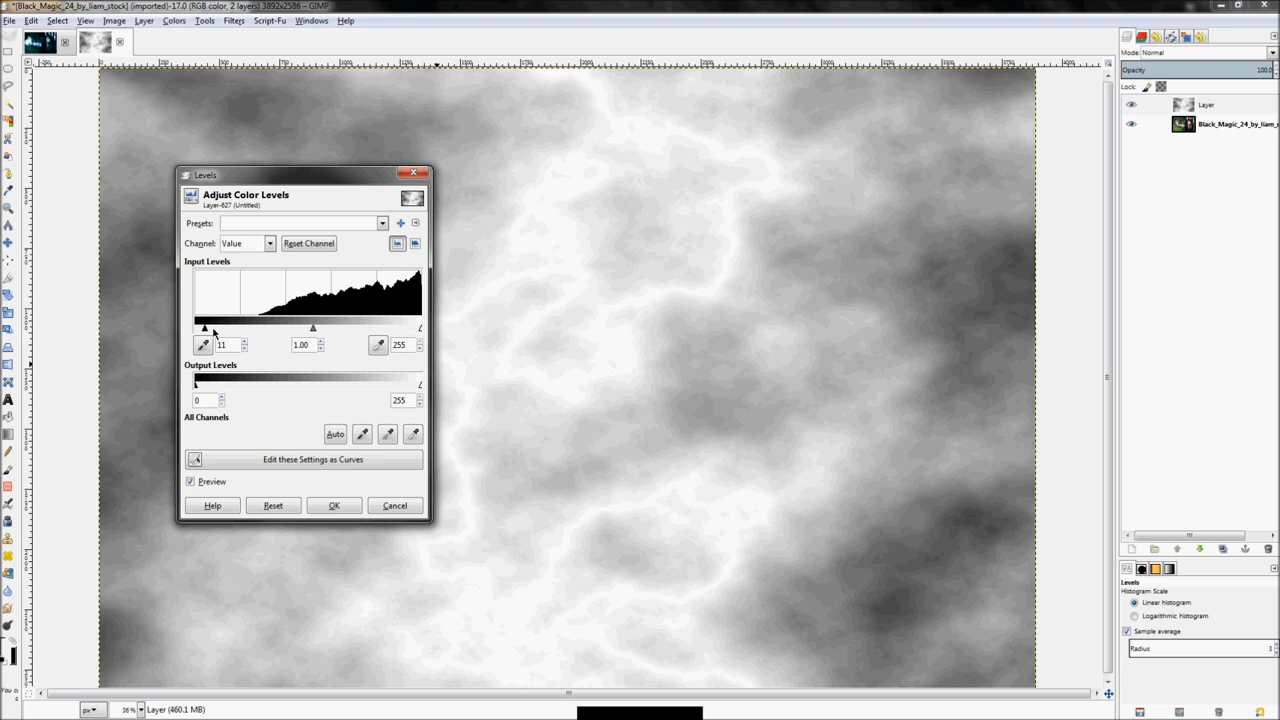 *[Black_Magic_24_by_liam_stock] (imported)-17.0 (RGB color, 2 layers) 3892x2586 – GIMP
File Edit Select View Image Layer Colors Tools Filters Script-Fu Windows Help
Mode: Normal
Opacity 100.0
Lock:
Layer
Black_Magic_24_by_liam_s
Levels
Adjust Color Levels
Layer-627 (Untitled)
Presets:
Channel: Value Reset Channel
Input Levels
11 1.00 255
Output Levels
0 255
All Channels
Auto
Edit these Settings as Curves
Preview
Help Reset OK Cancel
Levels
Histogram Scale
Linear histogram
Logarithmic histogram
Sample average
Radius 3
px 36% Layer (460.1 MB)